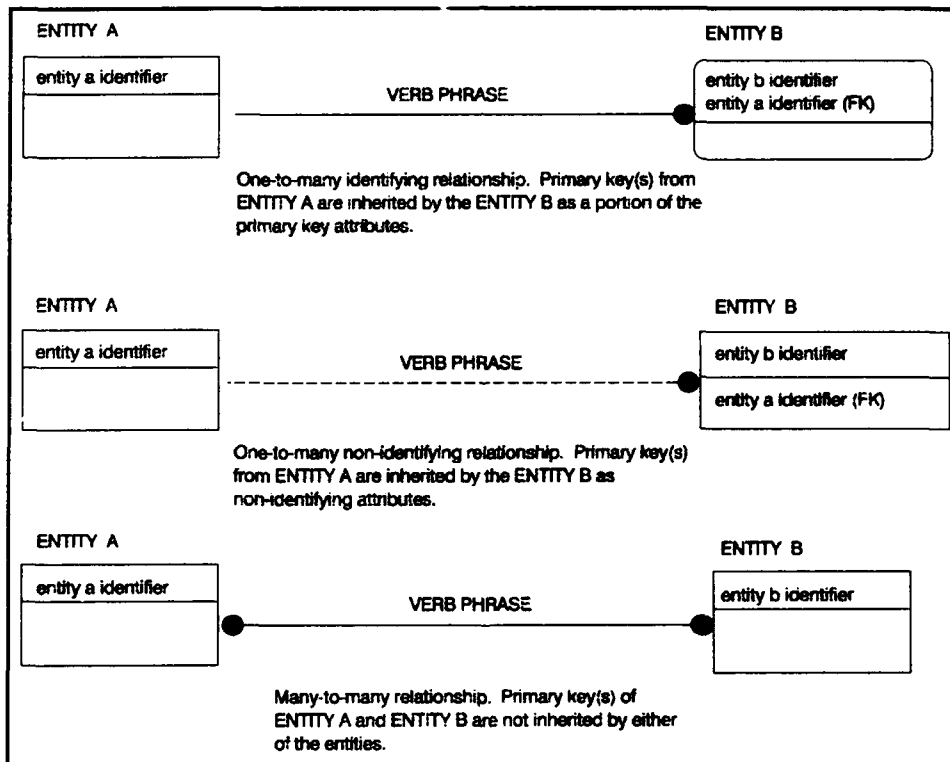 ENTITY A
ENTITY B
entity a identifier
VERB PHRASE
entity b identifier
entity a identifier (FK)
One-to-many identifying relationship. Primary key(s) from
ENTITY A are inherited by the ENTITY B as a portion of the
primary key attributes.
ENTITY A
ENTITY B
entity a identifier
VERB PHRASE
entity b identifier
entity a identifier (FK)
One-to-many non-identifying relationship. Primary key(s)
from ENTITY A are inherited by the ENTITY B as
non-identifying attributes.
ENTITY A
ENTITY B
entity a identifier
VERB PHRASE
entity b identifier
Many-to-many relationship. Primary key(s) of
ENTITY A and ENTITY B are not inherited by either
of the entities.